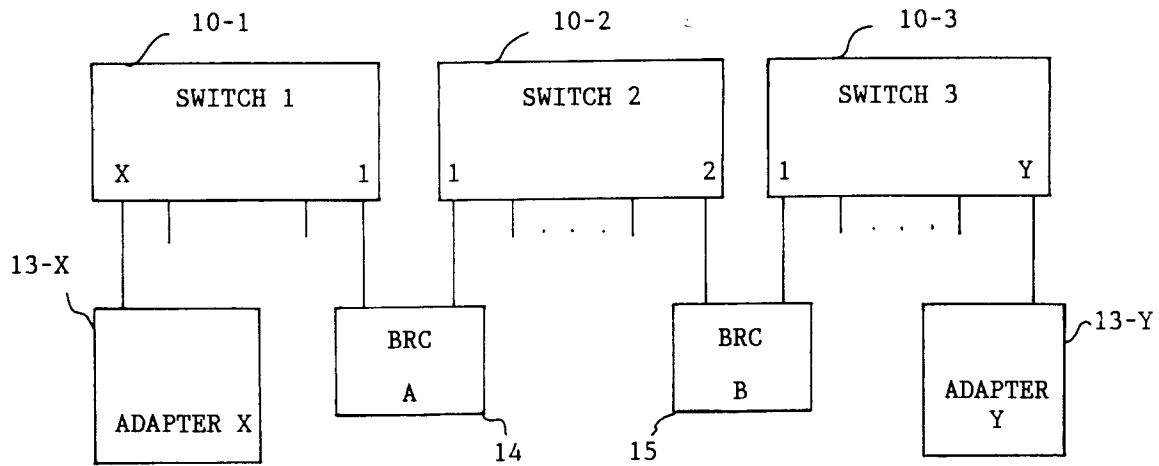 10-1
10-2
10-3
SWITCH 1
SWITCH 2
SWITCH 3
X
1
1
2
1
Y
. . . .
. . . .
13-X
13-Y
BRC
A
BRC
B
ADAPTER X
ADAPTER
Y
14
15